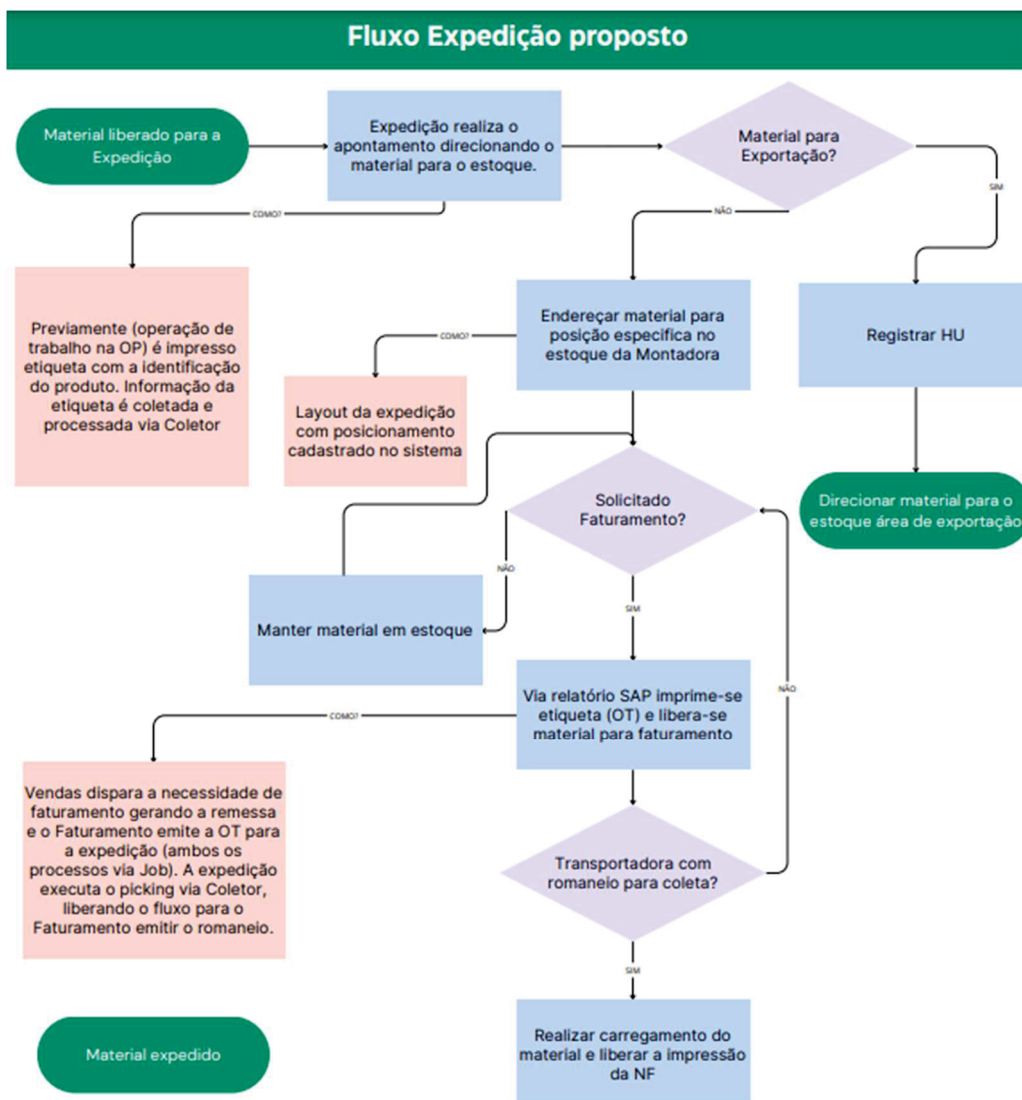 Fluxo Expedição proposto
Material liberado para a
Expedição
Expedição realiza o
apontamento direcionando o
material para o estoque.
Material para
Exportação?
SIM
COMO?
NÃO
Previamente (operação de
trabalho na OP) é impresso
etiqueta com a identificação
do produto. Informação da
etiqueta é coletada e
processada via Coletor
Endereçar material para
posição especifica no
estoque da Montadora
Registrar HU
COMO?
Layout da expedição
com posicionamento
cadastrado no sistema
Solicitado
Faturamento?
Direcionar material para o
estoque área de exportação
NÃO
SIM
Manter material em estoque
Via relatório SAP imprime-se
etiqueta (OT) e libera-se
material para faturamento
NÃO
COMO?
Vendas dispara a necessidade de
faturamento gerando a remessa
e o Faturamento emite a OT para
a expedição (ambos os
processos via Job). A expedição
executa o picking via Coletor,
liberando o fluxo para o
Faturamento emitir o romaneio.
Transportadora com
romaneio para coleta?
SIM
Material expedido
Realizar carregamento do
material e liberar a impressão
da NF